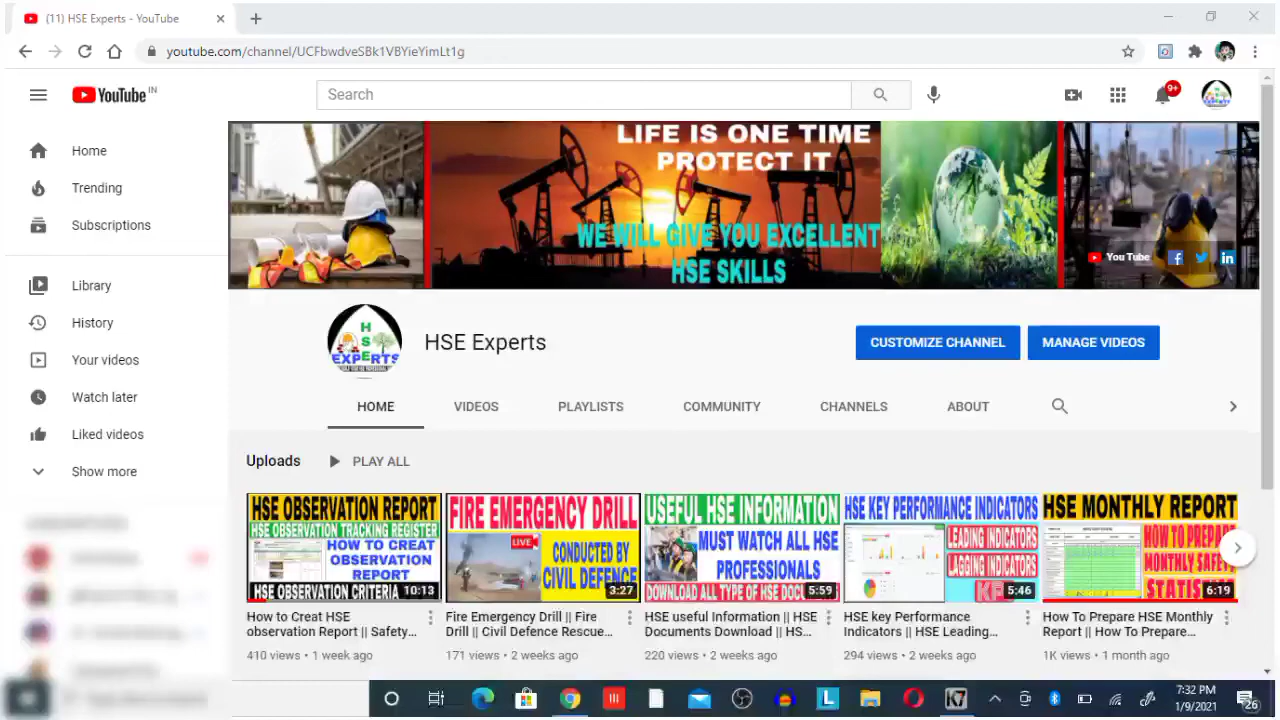 (11) HSE Experts - YouTube
youtube.com/channel/UCFbwdveSBk1VBYieYimLt1g
YouTube IN
Search
9+
Home
Trending
Subscriptions
Library
History
Your videos
Watch later
Liked videos
Show more
LIFE IS ONE TIME
PROTECT IT
WE WILL GIVE YOU EXCELLENT
HSE SKILLS
You Tube
HSE
EXPERTS
HSE Experts
CUSTOMIZE CHANNEL
MANAGE VIDEOS
HOME VIDEOS PLAYLISTS COMMUNITY CHANNELS ABOUT
Uploads PLAY ALL
HSE OBSERVATION REPORT
HSE OBSERVATION TRACKING REGISTER
HOW TO CREAT
OBSERVATION
REPORT
HSE OBSERVATION CRITERIA
10:13
How to Creat HSE
observation Report || Safety...
410 views • 1 week ago
FIRE EMERGENCY DRILL
LIVE
CONDUCTED BY
CIVIL DEFENCE
3:27
Fire Emergency Drill || Fire
Drill || Civil Defence Rescue...
171 views • 2 weeks ago
USEFUL HSE INFORMATION
MUST WATCH ALL HSE
PROFESSIONALS
DOWNLOAD ALL TYPE OF HSE
5:59
HSE useful Information || HSE
Documents Download || HS...
220 views • 2 weeks ago
HSE KEY PERFORMANCE INDICATORS
LEADING INDICATORS
LAGGING INDICATORS
5:46
HSE key Performance
Indicators || HSE Leading...
294 views • 2 weeks ago
HSE MONTHLY REPORT
HOW TO PREPARE
MONTHLY SAFETY
6:19
How To Prepare HSE Monthly
Report || How To Prepare...
1K views • 1 month ago
7:32 PM
1/9/2021
26